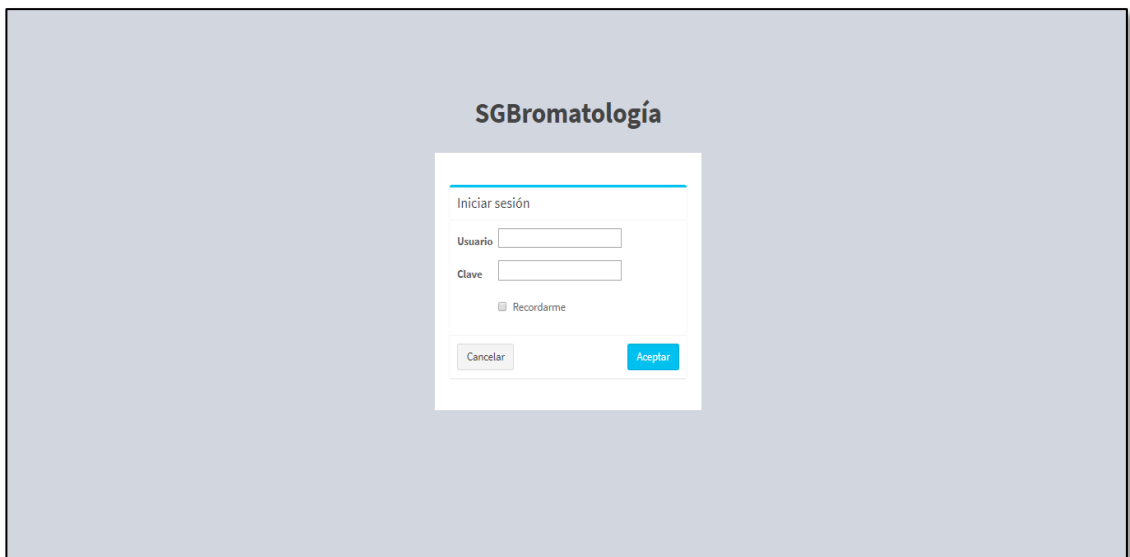 SGBromatología
Iniciar sesión
Usuario
Clave
Recordarme
Cancelar Aceptar